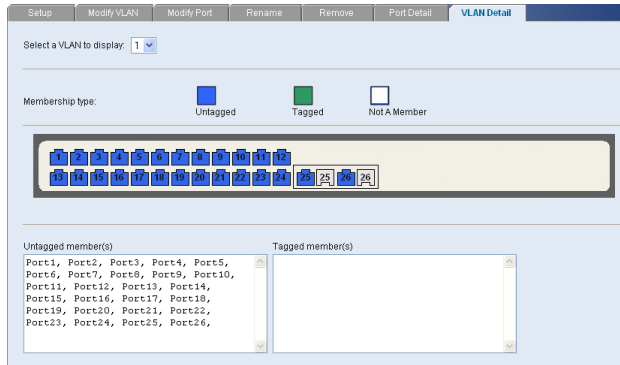 Setup Modify VLAN Modify Port Rename Remove Port Detail VLAN Detail
Select a VLAN to display: 1
Membership type:
Untagged Tagged Not A Member
1 2 3 4 5 6 7 8 9 10 11 12
13 14 15 16 17 18 19 20 21 22 23 24 25 25 26 26
Untagged member(s) Tagged member(s)
Port1, Port2, Port3, Port4, Port5,
Port6, Port7, Port8, Port9, Port10,
Port11, Port12, Port13, Port14,
Port15, Port16, Port17, Port18,
Port19, Port20, Port21, Port22,
Port23, Port24, Port25, Port26,